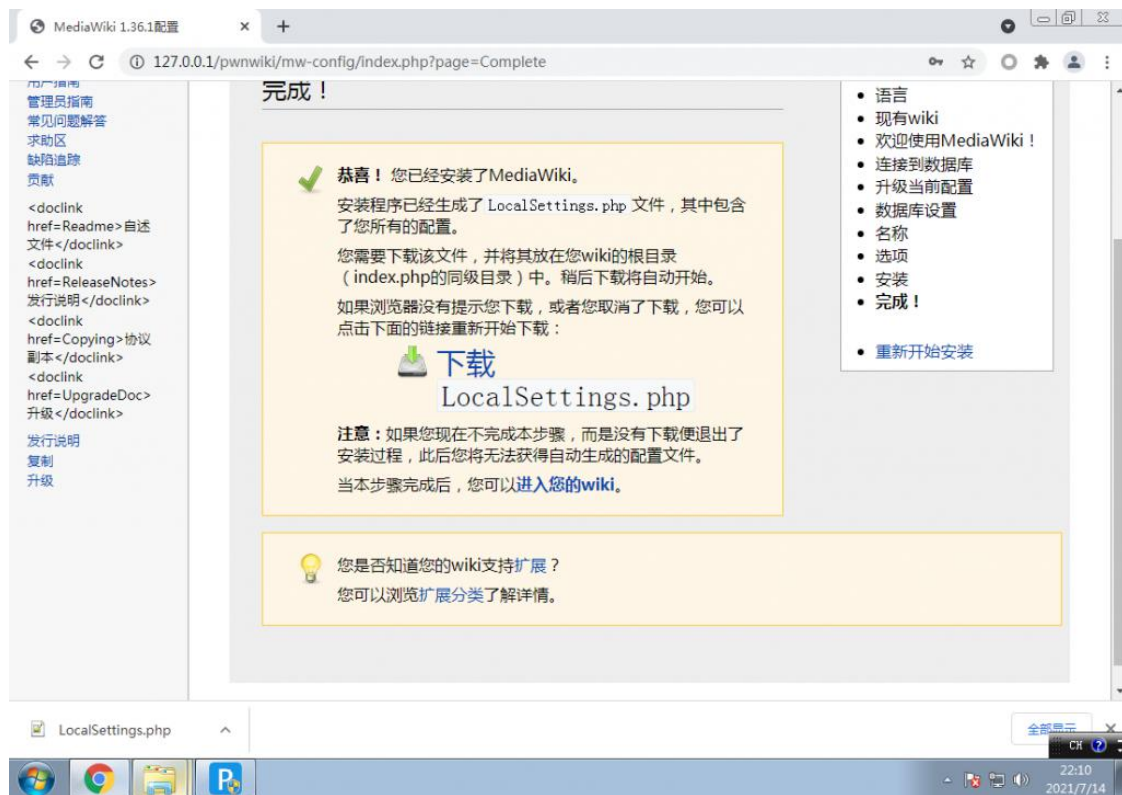 MediaWiki 1.36.1配置
127.0.0.1/pwnwiki/mw-config/index.php?page=Complete
用户指南
管理员指南
常见问题解答
求助区
缺陷追踪
贡献
<doclink
href=Readme>自述
文件</doclink>
<doclink
href=ReleaseNotes>
发行说明</doclink>
<doclink
href=Copying>协议
副本</doclink>
<doclink
href=UpgradeDoc>
升级</doclink>
发行说明
复制
升级
完成！
恭喜！您已经安装了MediaWiki。
安装程序已经生成了 LocalSettings.php 文件，其中包含
了您所有的配置。
您需要下载该文件，并将其放在您wiki的根目录
（index.php的同级目录）中。稍后下载将自动开始。
如果浏览器没有提示您下载，或者您取消了下载，您可以
点击下面的链接重新开始下载：
下载
LocalSettings.php
注意：如果您现在不完成本步骤，而是没有下载便退出了
安装过程，此后您将无法获得自动生成的配置文件。
当本步骤完成后，您可以进入您的wiki。
您是否知道您的wiki支持扩展？
您可以浏览扩展分类了解详情。
语言
现有wiki
欢迎使用MediaWiki！
连接到数据库
升级当前配置
数据库设置
名称
选项
安装
完成！
重新开始安装
LocalSettings.php
全部显示
CH
22:10
2021/7/14